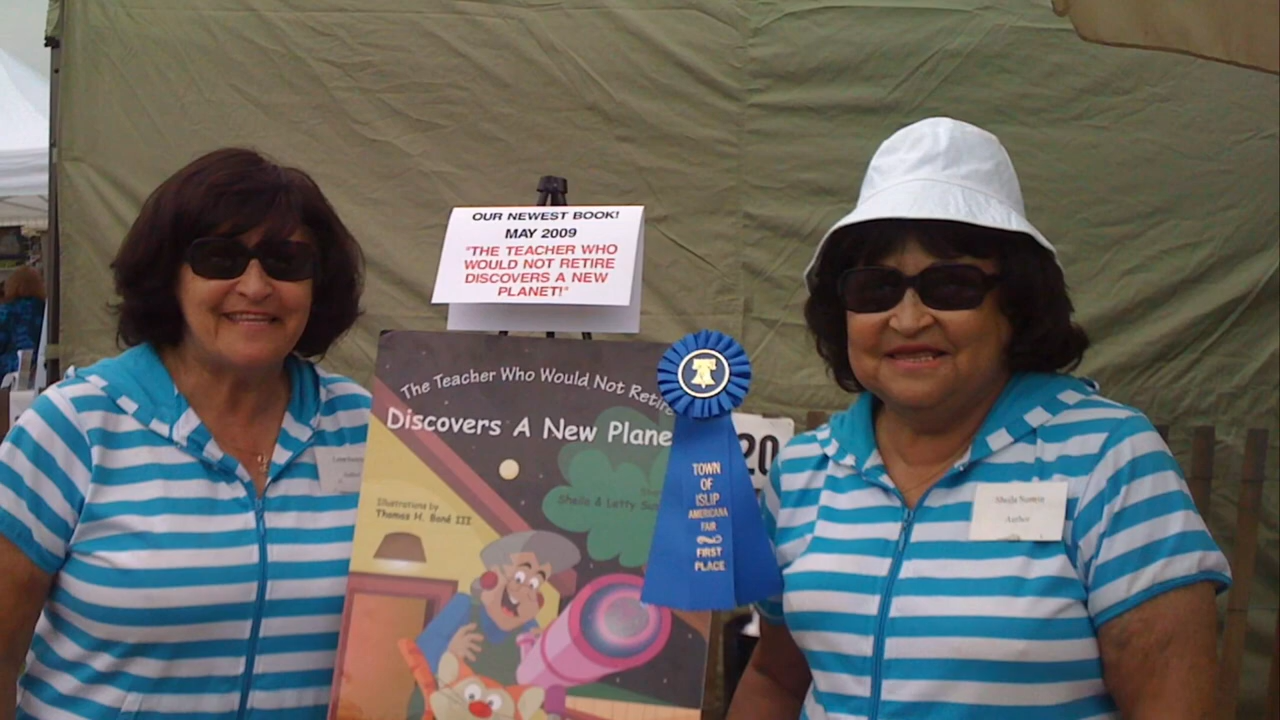 OUR NEWEST BOOK!
MAY 2009
"THE TEACHER WHO
WOULD NOT RETIRE
DISCOVERS A NEW
PLANET!"
The Teacher Who Would Not Retire
Discovers A New Plane
Illustrations by
Thomas H. Bond III
Sheila & Letty
TOWN
OF
ISLIP
AMERICANA
FAIR
FIRST
PLACE
20
Sheila
Author